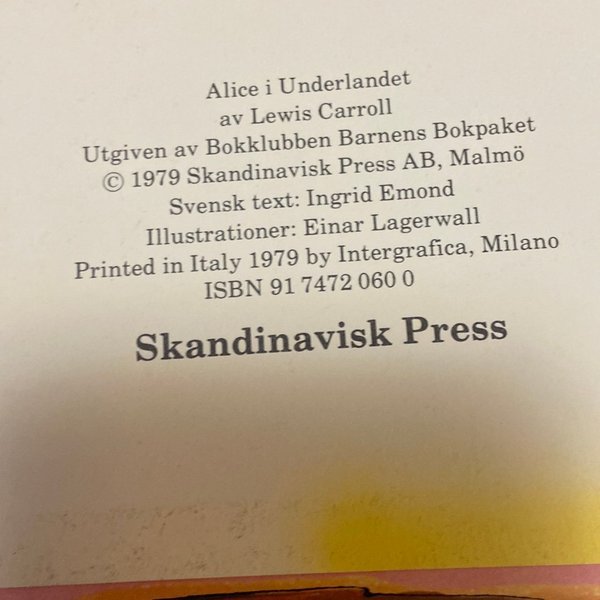 Alice i Underlandet
av Lewis Carroll
Utgiven av Bokklubben Barnens Bokpaket
© 1979 Skandinavisk Press AB, Malmö
Svensk text: Ingrid Emond
Illustrationer: Einar Lagerwall
Printed in Italy 1979 by Intergrafica, Milano
ISBN 91 7472 060 0
Skandinavisk Press